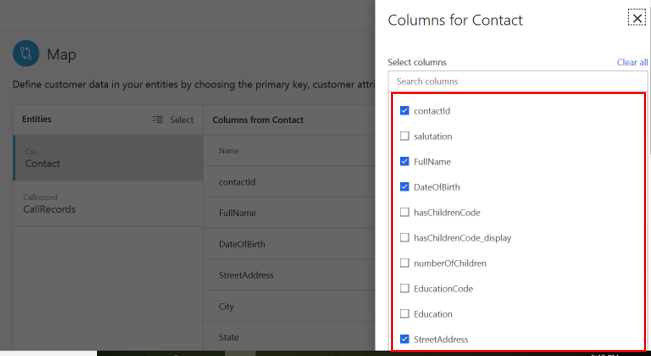 Columns for Contact
Map
Define customer data in your entities by choosing the primary key, customer attri
Entities
Select
Columns from Contact
Csv
Contact
Callrecord
CallRecords
Name
contactId
FullName
DateOfBirth
StreetAddress
City
State
Select columns
Clear all
Search columns
contactId
salutation
FullName
DateOfBirth
hasChildrenCode
hasChildrenCode_display
numberOfChildren
EducationCode
Education
StreetAddress